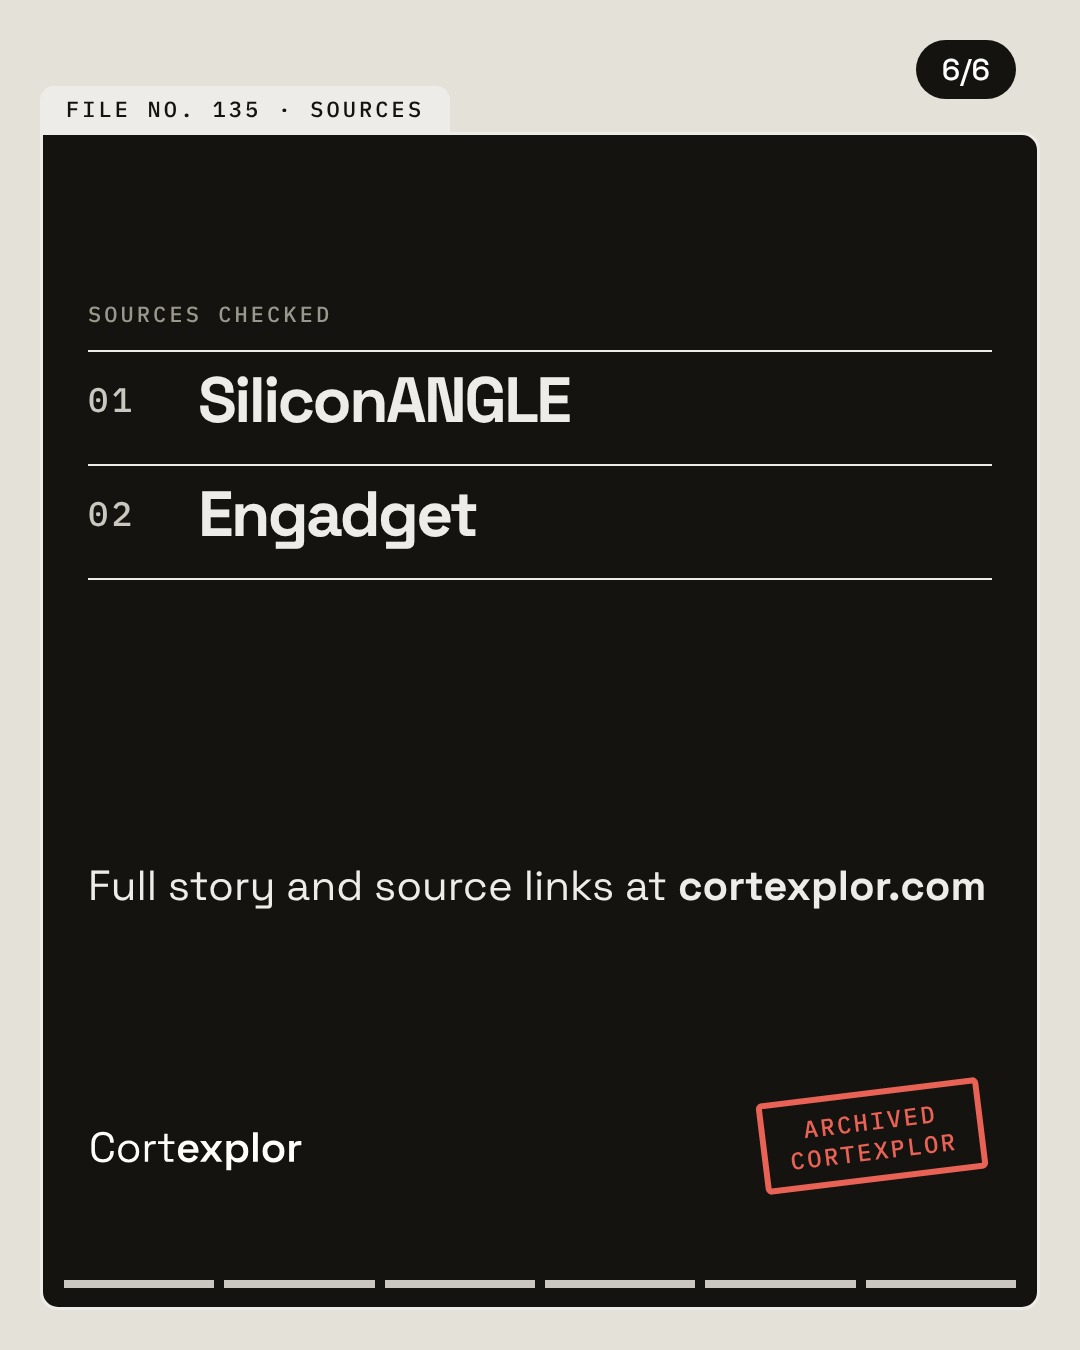 6/6
FILE NO. 135 · SOURCES
SOURCES CHECKED
01 SiliconANGLE
02 Engadget
Full story and source links at cortexplor.com
Cortexplor
ARCHIVED
CORTEXPLOR